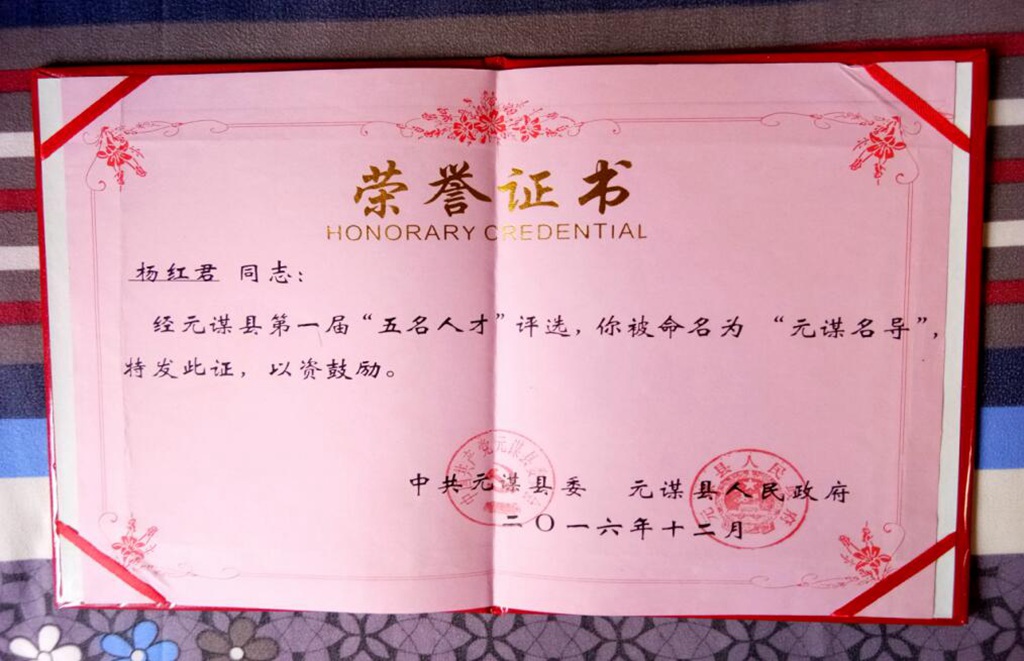 荣誉证书
HONORARY CREDENTIAL
杨红君 同志：
经元谋县第一届“五名人才”评选，你被命名为 “元谋名导”，
特发此证，以资鼓励。
中共元谋县委 元谋县人民政府
二〇一六年十二月